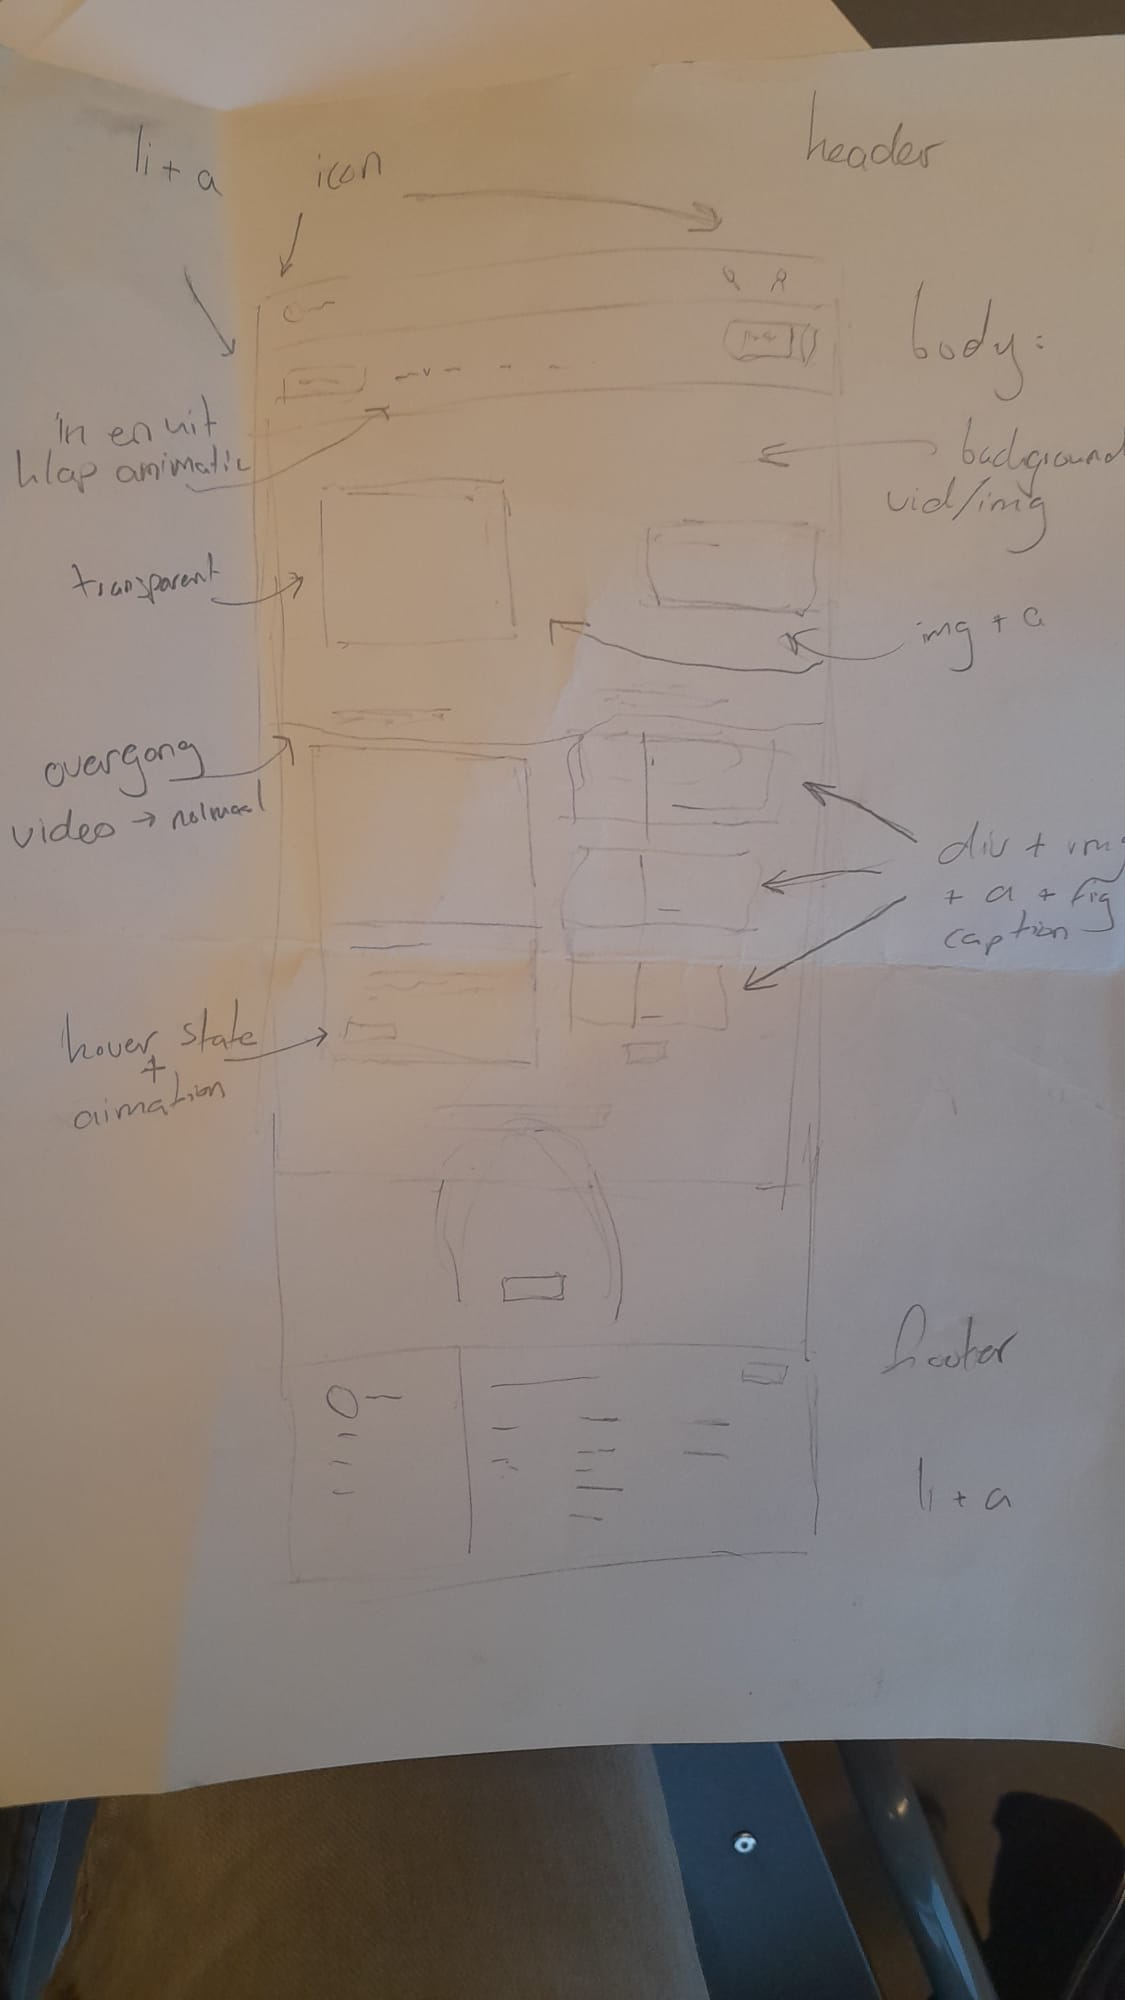 header
li + a
icon
body:
in en uit
klap animatie
background
vid/img
transparent
img + a
overgang
video → normaal
div + img
+ a + fig
caption
hover state
+
aimation
footer
li + a